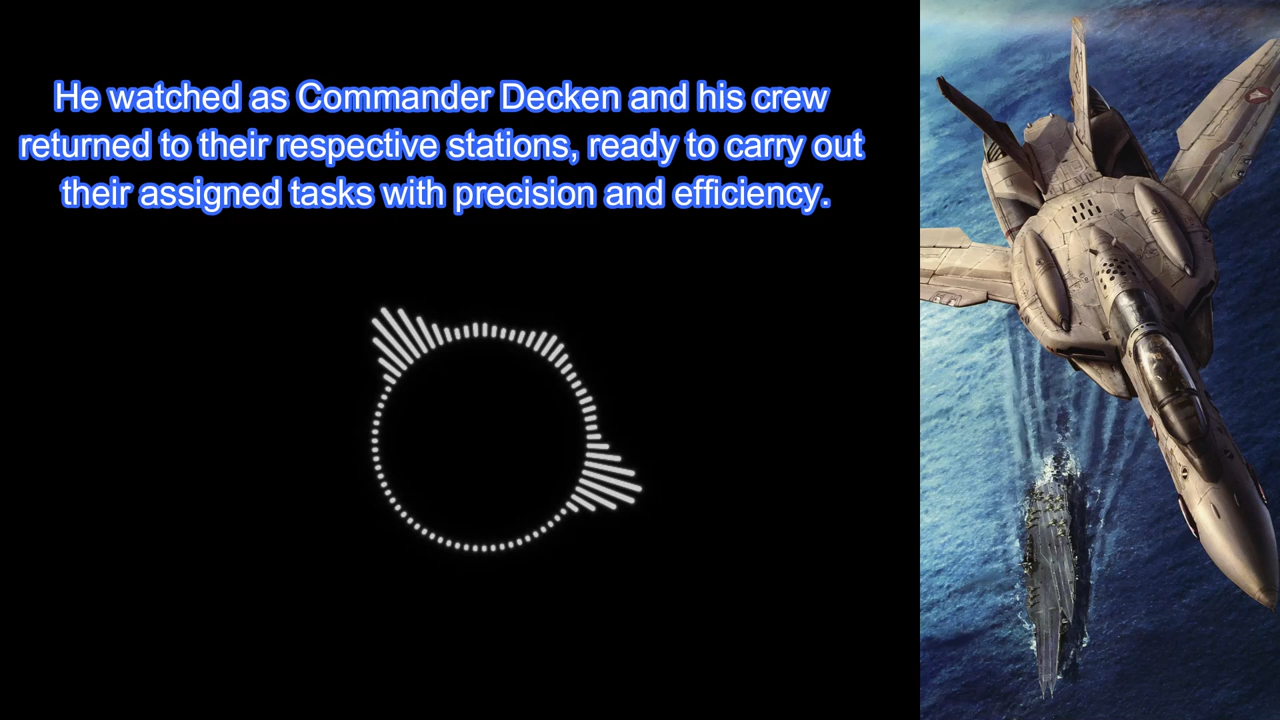 He watched as Commander Decken and his crew
returned to their respective stations, ready to carry out
their assigned tasks with precision and efficiency.